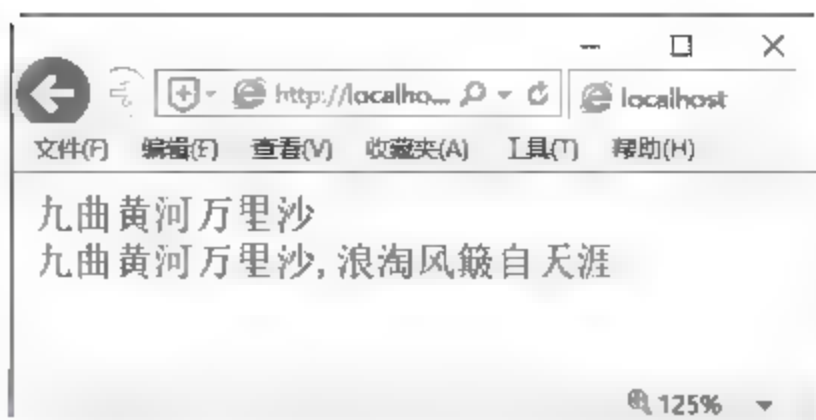 http://localho... localhost
文件(F) 编辑(E) 查看(V) 收藏夹(A) 工具(T) 帮助(H)
九曲黄河万里沙
九曲黄河万里沙,浪淘风簸自天涯
125%